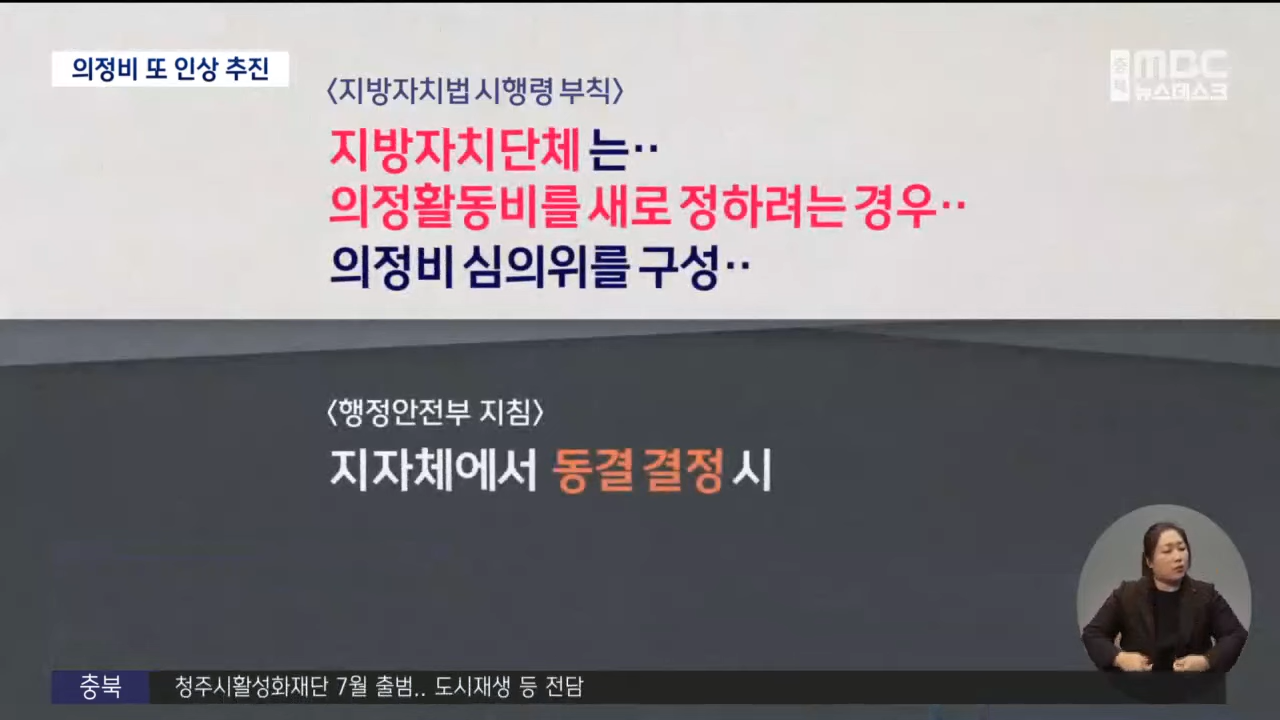 의정비 또 인상 추진
충북 MBC 뉴스데스크
〈지방자치법 시행령 부칙〉
지방자치단체 는‥
의정활동비를 새로 정하려는 경우‥
의정비 심의위를 구성‥
〈행정안전부 지침〉
지자체에서 동결 결정 시
충북 청주시활성화재단 7월 출범.. 도시재생 등 전담